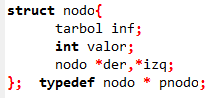 struct nodo{
tarbol inf;
int valor;
nodo *der,*izq;
}; typedef nodo * pnodo;